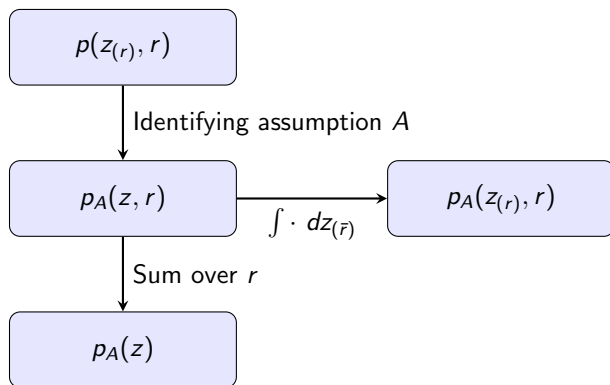 p(z_{(r)}, r)
Identifying assumption A
p_A(z, r)
∫ · dz_{(r̄)}
p_A(z_{(r)}, r)
Sum over r
p_A(z)